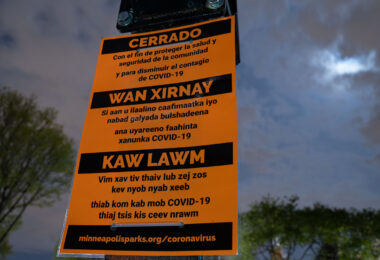 CERRADO
Con el fin de proteger la salud y
seguridad de la comunidad
y para disminuir el contagio
de COVID-19
WAN XIRNAY
Si aan u ilaalino caafimaatka iyo
nabad galyada bulshadeena
ana uyareeno faahinta
xanunka COVID-19
KAW LAWM
Vim xav tiv thaiv lub zej zos
kev nyob nyab xeeb
thiab kom kab mob COVID-19
thiaj tsis kis ceev nrawm
minneapolisparks.org/coronavirus